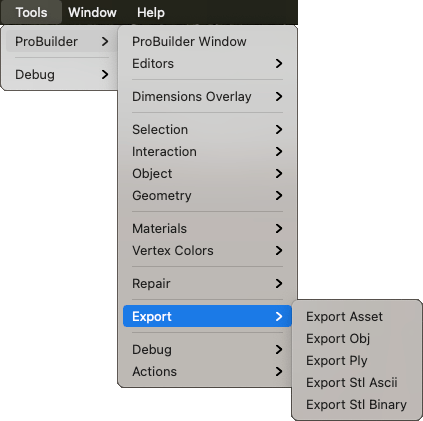 Tools Window Help
ProBuilder
Debug
ProBuilder Window
Editors
Dimensions Overlay
Selection
Interaction
Object
Geometry
Materials
Vertex Colors
Repair
Export
Debug
Actions
Export Asset
Export Obj
Export Ply
Export Stl Ascii
Export Stl Binary